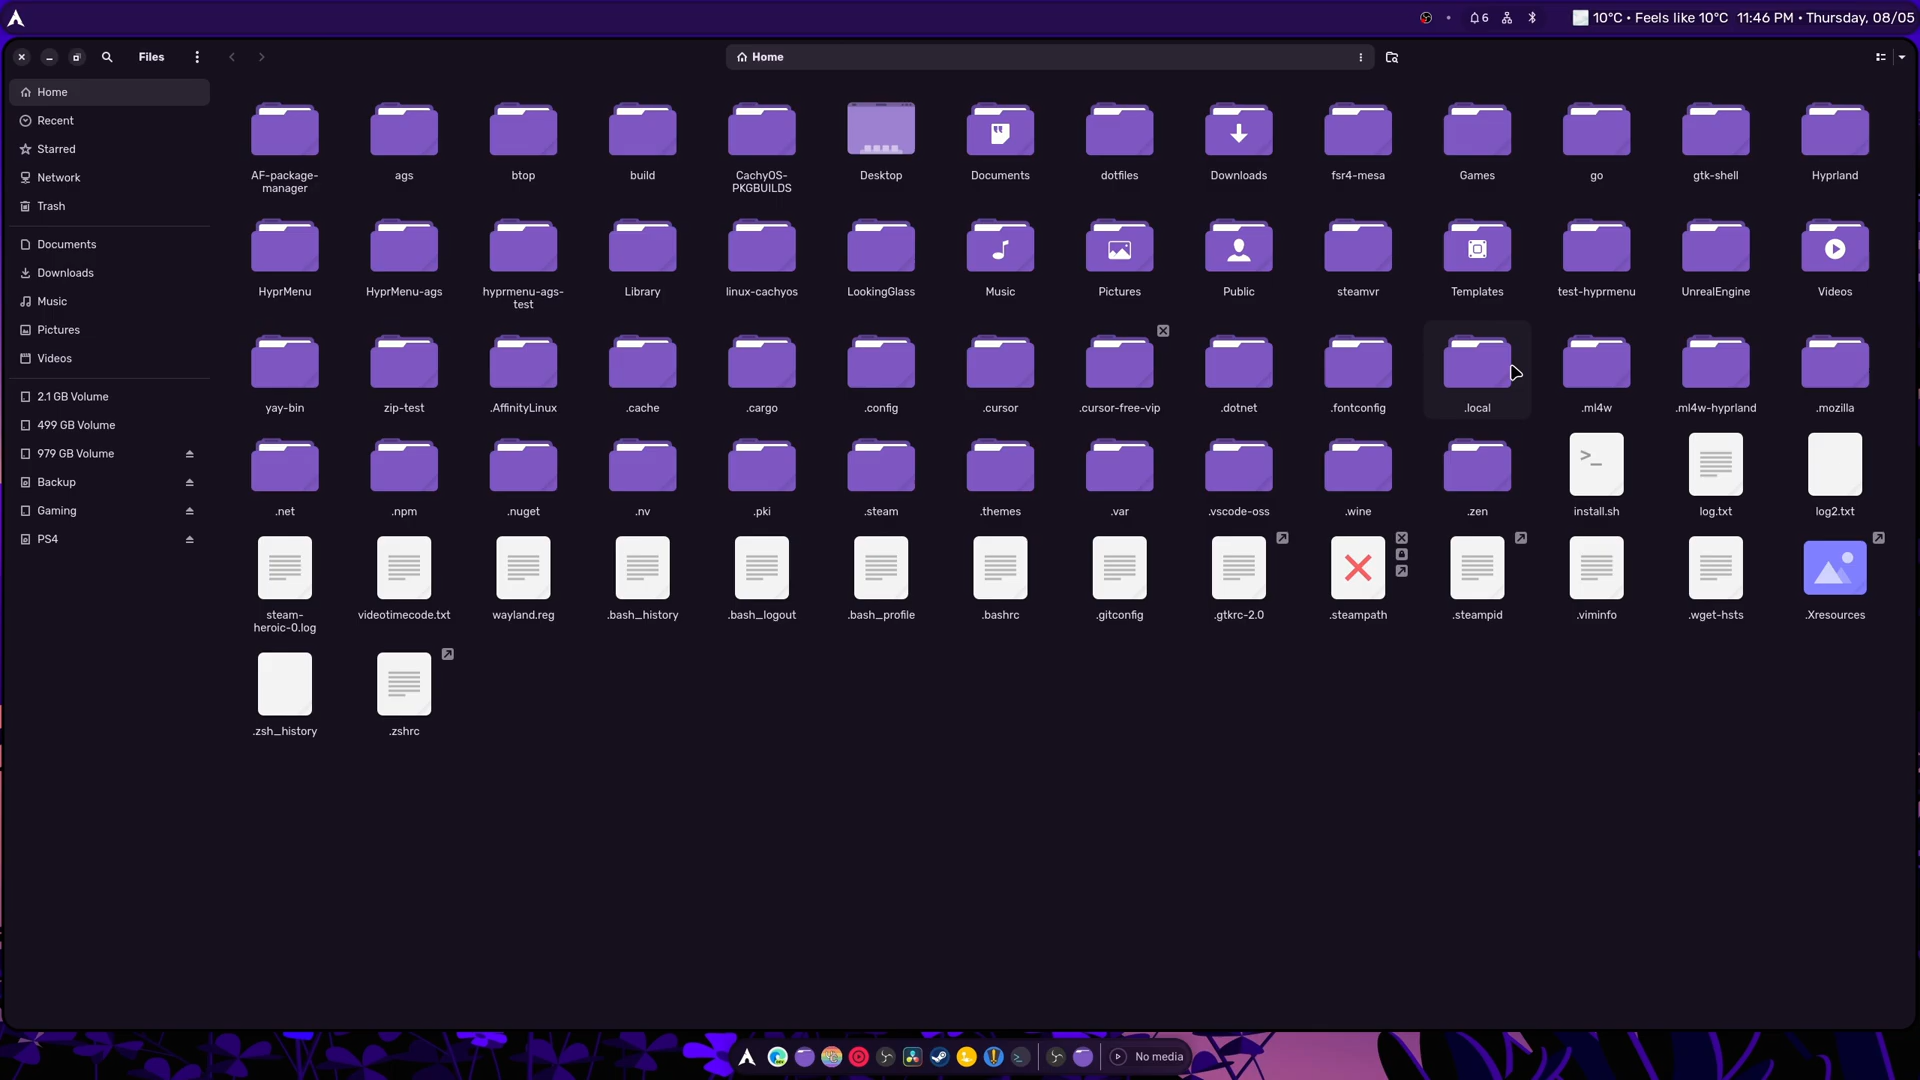 6
10°C • Feels like 10°C 11:46 PM • Thursday, 08/05
Files
Home
Home
Recent
Starred
Network
Trash
Documents
Downloads
Music
Pictures
Videos
2.1 GB Volume
499 GB Volume
979 GB Volume
Backup
Gaming
PS4
AF-package-
manager
ags
btop
build
CachyOS-
PKGBUILDS
Desktop
Documents
dotfiles
Downloads
fsr4-mesa
Games
go
gtk-shell
Hyprland
HyprMenu
HyprMenu-ags
hyprmenu-ags-
test
Library
linux-cachyos
LookingGlass
Music
Pictures
Public
steamvr
Templates
test-hyprmenu
UnrealEngine
Videos
yay-bin
zip-test
.AffinityLinux
.cache
.cargo
.config
.cursor
.cursor-free-vip
.dotnet
.fontconfig
.local
.ml4w
.ml4w-hyprland
.mozilla
.net
.npm
.nuget
.nv
.pki
.steam
.themes
.var
.vscode-oss
.wine
.zen
>_
install.sh
log.txt
log2.txt
steam-
heroic-0.log
videotimecode.txt
wayland.reg
.bash_history
.bash_logout
.bash_profile
.bashrc
.gitconfig
.gtkrc-2.0
.steampath
.steampid
.viminfo
.wget-hsts
.Xresources
.zsh_history
.zshrc
No media